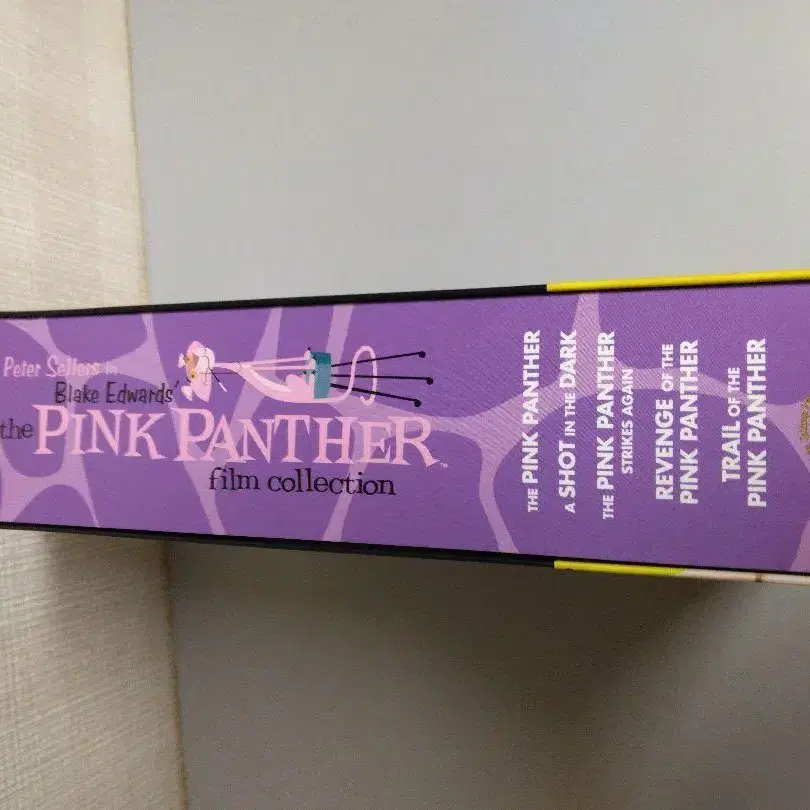 Peter Sellers in
Blake Edwards'
the PINK PANTHER™
film collection
THE PINK PANTHER
A SHOT IN THE DARK
THE PINK PANTHER
STRIKES AGAIN
REVENGE OF THE
PINK PANTHER
TRAIL OF THE
PINK PANTHER